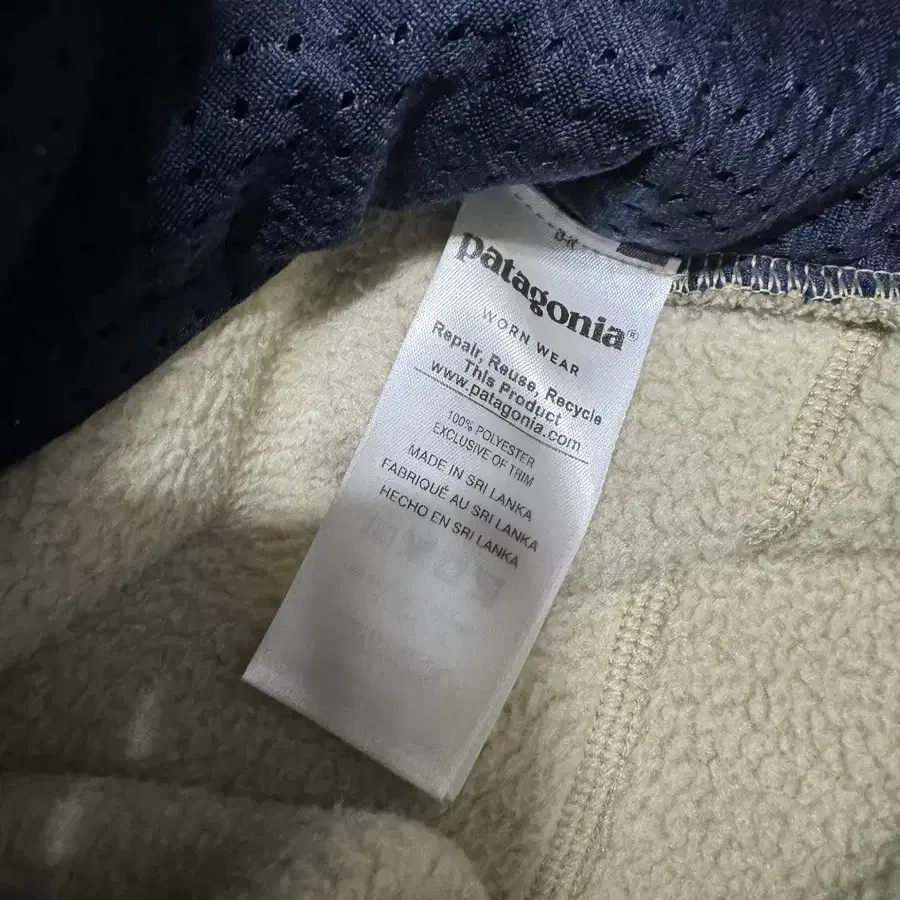 patagonia®
WORN WEAR
Repair, Reuse, Recycle
This Product
www.patagonia.com
100% POLYESTER
EXCLUSIVE OF TRIM
MADE IN SRI LANKA
FABRIQUÉ AU SRI LANKA
HECHO EN SRI LANKA